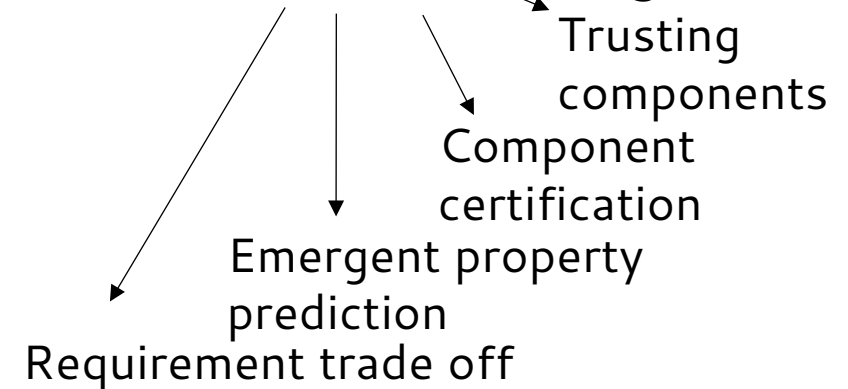 Trusting
components
Component
certification
Emergent property
prediction
Requirement trade off